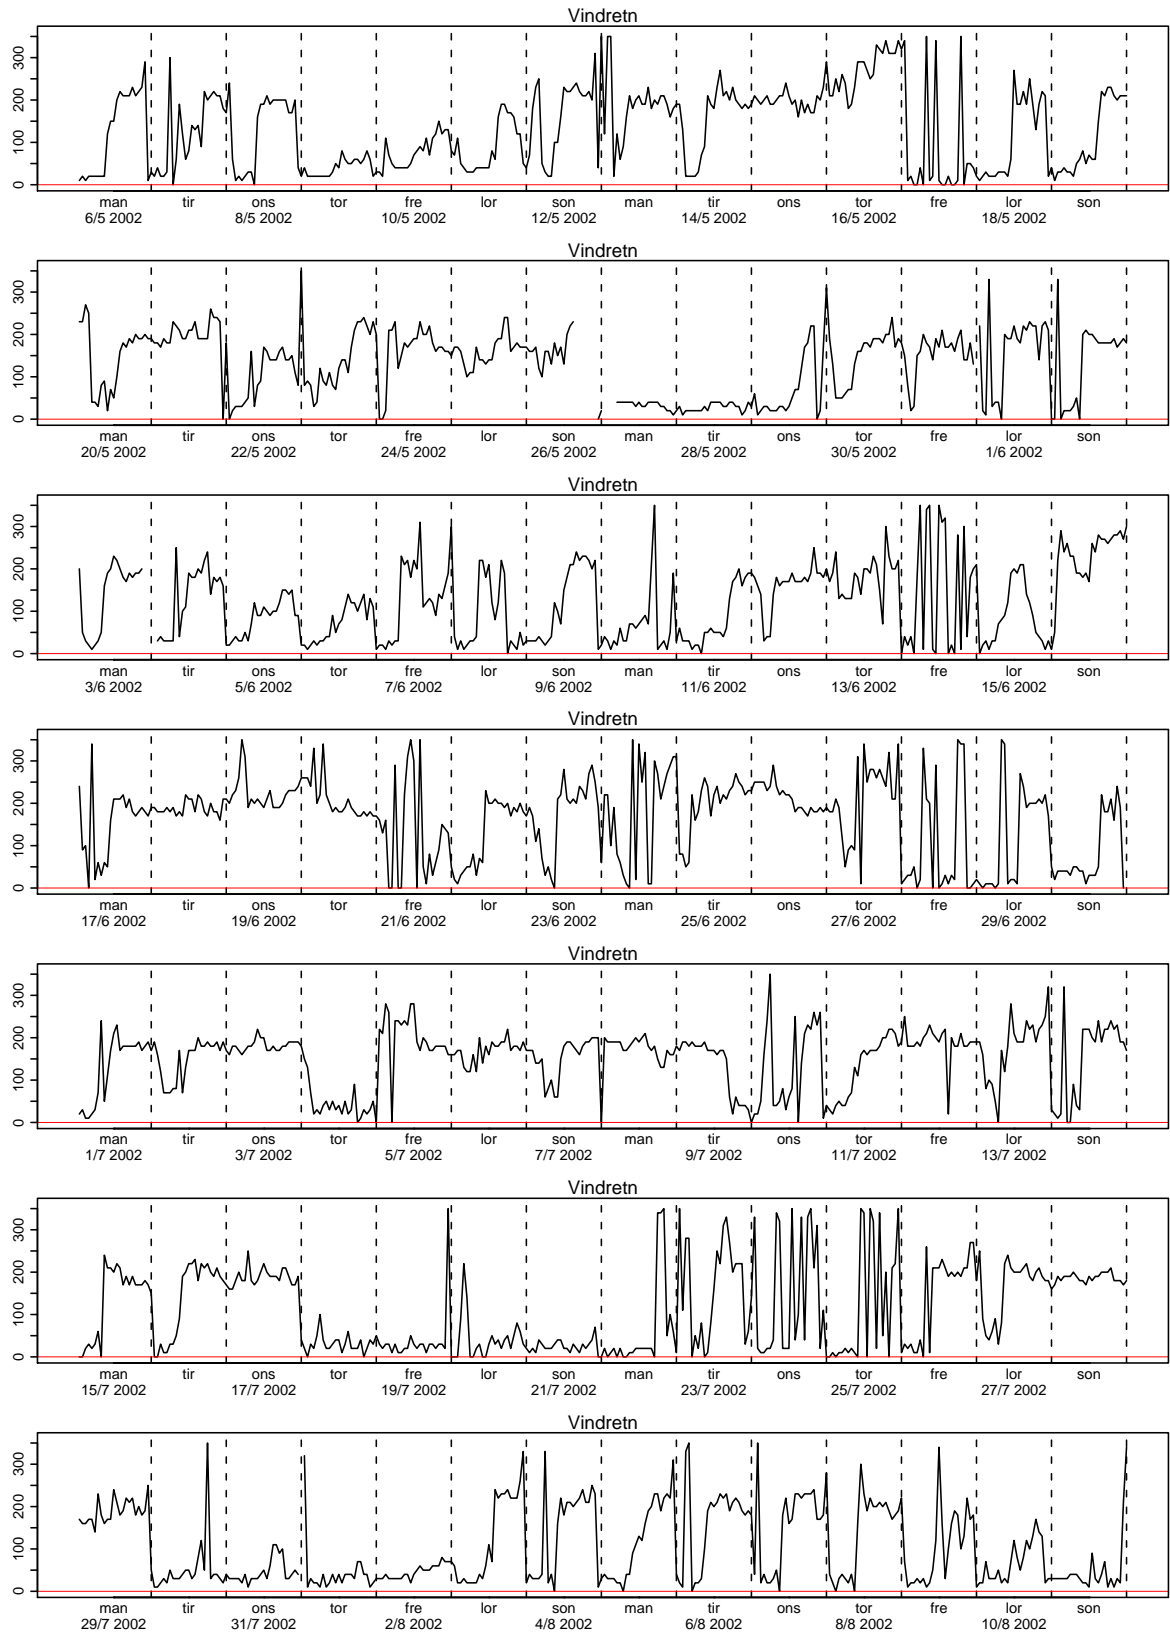 Vindretn
0 100 200 300
man tir ons tor fre lor son man tir ons tor fre lor son
6/5 2002 8/5 2002 10/5 2002 12/5 2002 14/5 2002 16/5 2002 18/5 2002
Vindretn
0 100 200 300
man tir ons tor fre lor son man tir ons tor fre lor son
20/5 2002 22/5 2002 24/5 2002 26/5 2002 28/5 2002 30/5 2002 1/6 2002
Vindretn
0 100 200 300
man tir ons tor fre lor son man tir ons tor fre lor son
3/6 2002 5/6 2002 7/6 2002 9/6 2002 11/6 2002 13/6 2002 15/6 2002
Vindretn
0 100 200 300
man tir ons tor fre lor son man tir ons tor fre lor son
17/6 2002 19/6 2002 21/6 2002 23/6 2002 25/6 2002 27/6 2002 29/6 2002
Vindretn
0 100 200 300
man tir ons tor fre lor son man tir ons tor fre lor son
1/7 2002 3/7 2002 5/7 2002 7/7 2002 9/7 2002 11/7 2002 13/7 2002
Vindretn
0 100 200 300
man tir ons tor fre lor son man tir ons tor fre lor son
15/7 2002 17/7 2002 19/7 2002 21/7 2002 23/7 2002 25/7 2002 27/7 2002
Vindretn
0 100 200 300
man tir ons tor fre lor son man tir ons tor fre lor son
29/7 2002 31/7 2002 2/8 2002 4/8 2002 6/8 2002 8/8 2002 10/8 2002